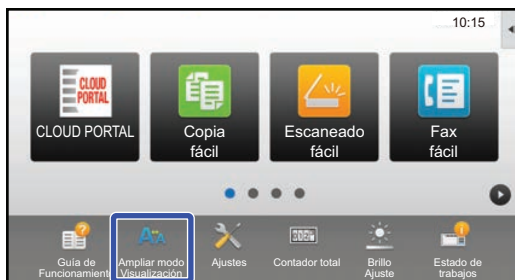 10:15
CLOUD
PORTAL
CLOUD PORTAL
Copia
fácil
Escaneado
fácil
Fax
fácil
Guía de
Funcionamiento
Ampliar modo
Visualización
Ajustes
Contador total
Brillo
Ajuste
Estado de
trabajos